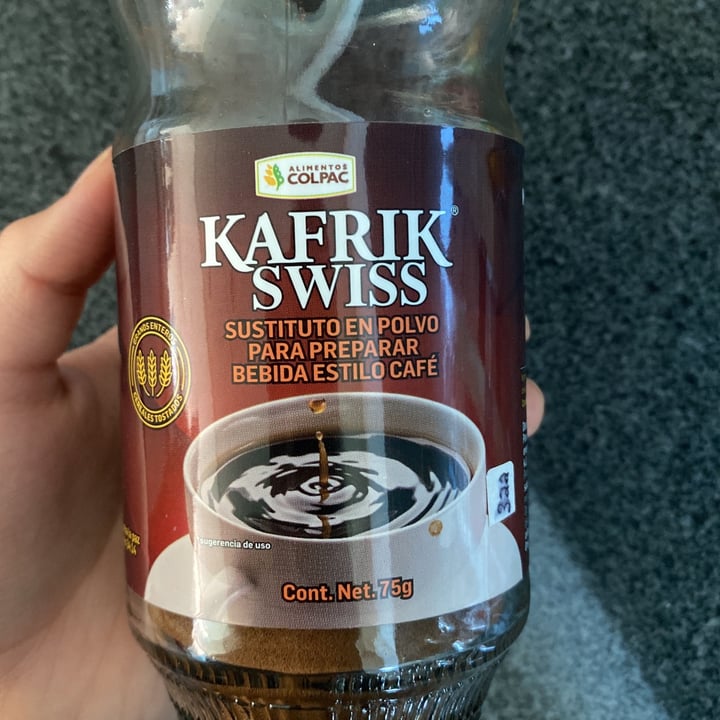 ALIMENTOS
COLPAC
KAFRIK®
SWISS
SUSTITUTO EN POLVO
PARA PREPARAR
BEBIDA ESTILO CAFÉ
GRANOS ENTEROS
CEREALES TOSTADOS
sugerencia de uso
Cont. Net. 75g